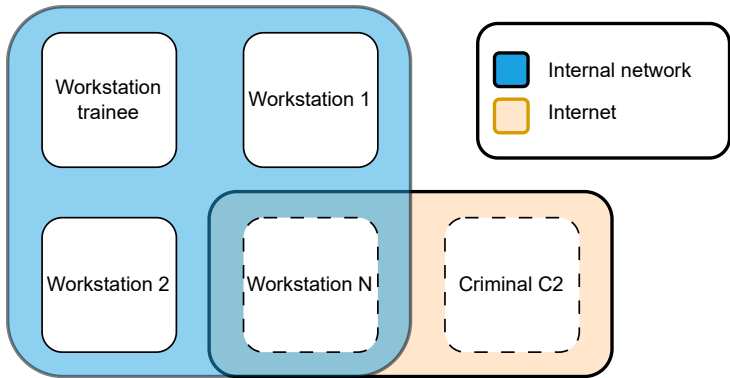 Workstation
trainee
Workstation 1
Internal network
Internet
Workstation 2
Workstation N
Criminal C2